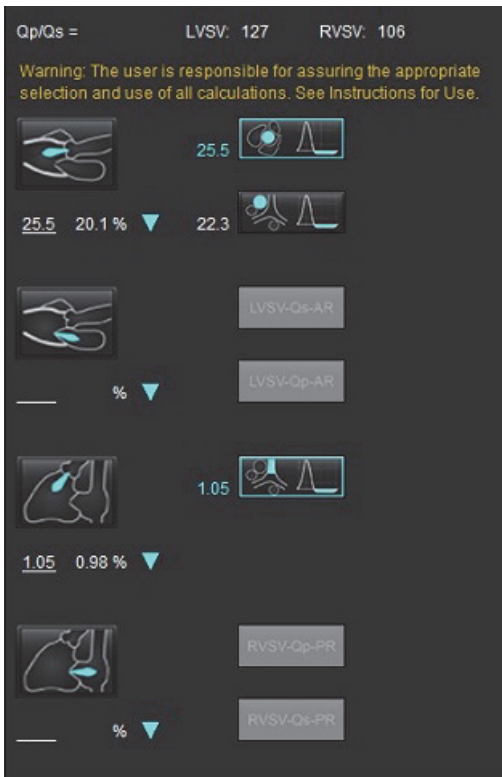 Qp/Qs = LVSV: 127 RVSV: 106
Warning: The user is responsible for assuring the appropriate
selection and use of all calculations. See Instructions for Use.
25.5
25.5 20.1 % 22.3
LVSV-Qs-AR
LVSV-Qp-AR
____ %
1.05
1.05 0.98 %
RVSV-Qp-PR
RVSV-Qs-PR
____ %